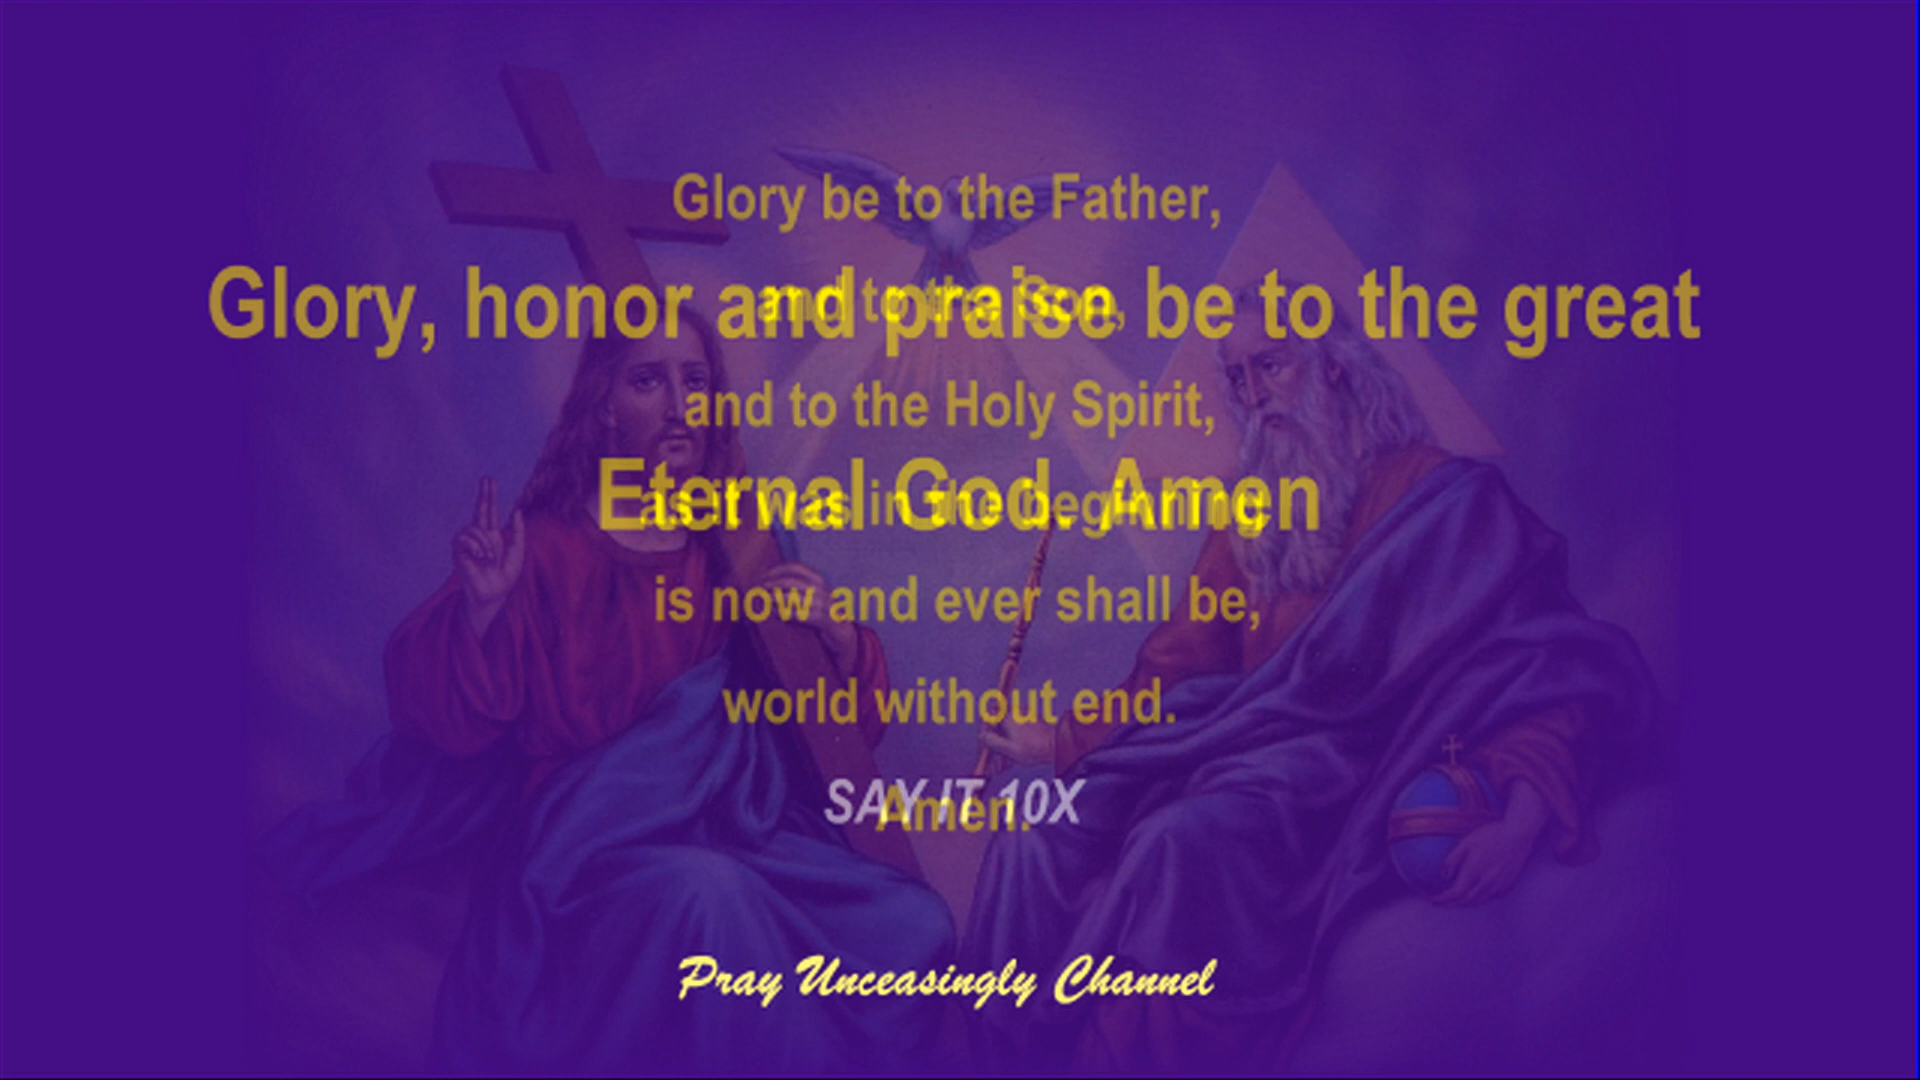 Glory be to the Father,
and to the Son,
Glory, honor and praise be to the great
and to the Holy Spirit,
as it was in the beginning
Eternal God. Amen
is now and ever shall be,
world without end.
SAY IT 10X
Amen.
Pray Unceasingly Channel